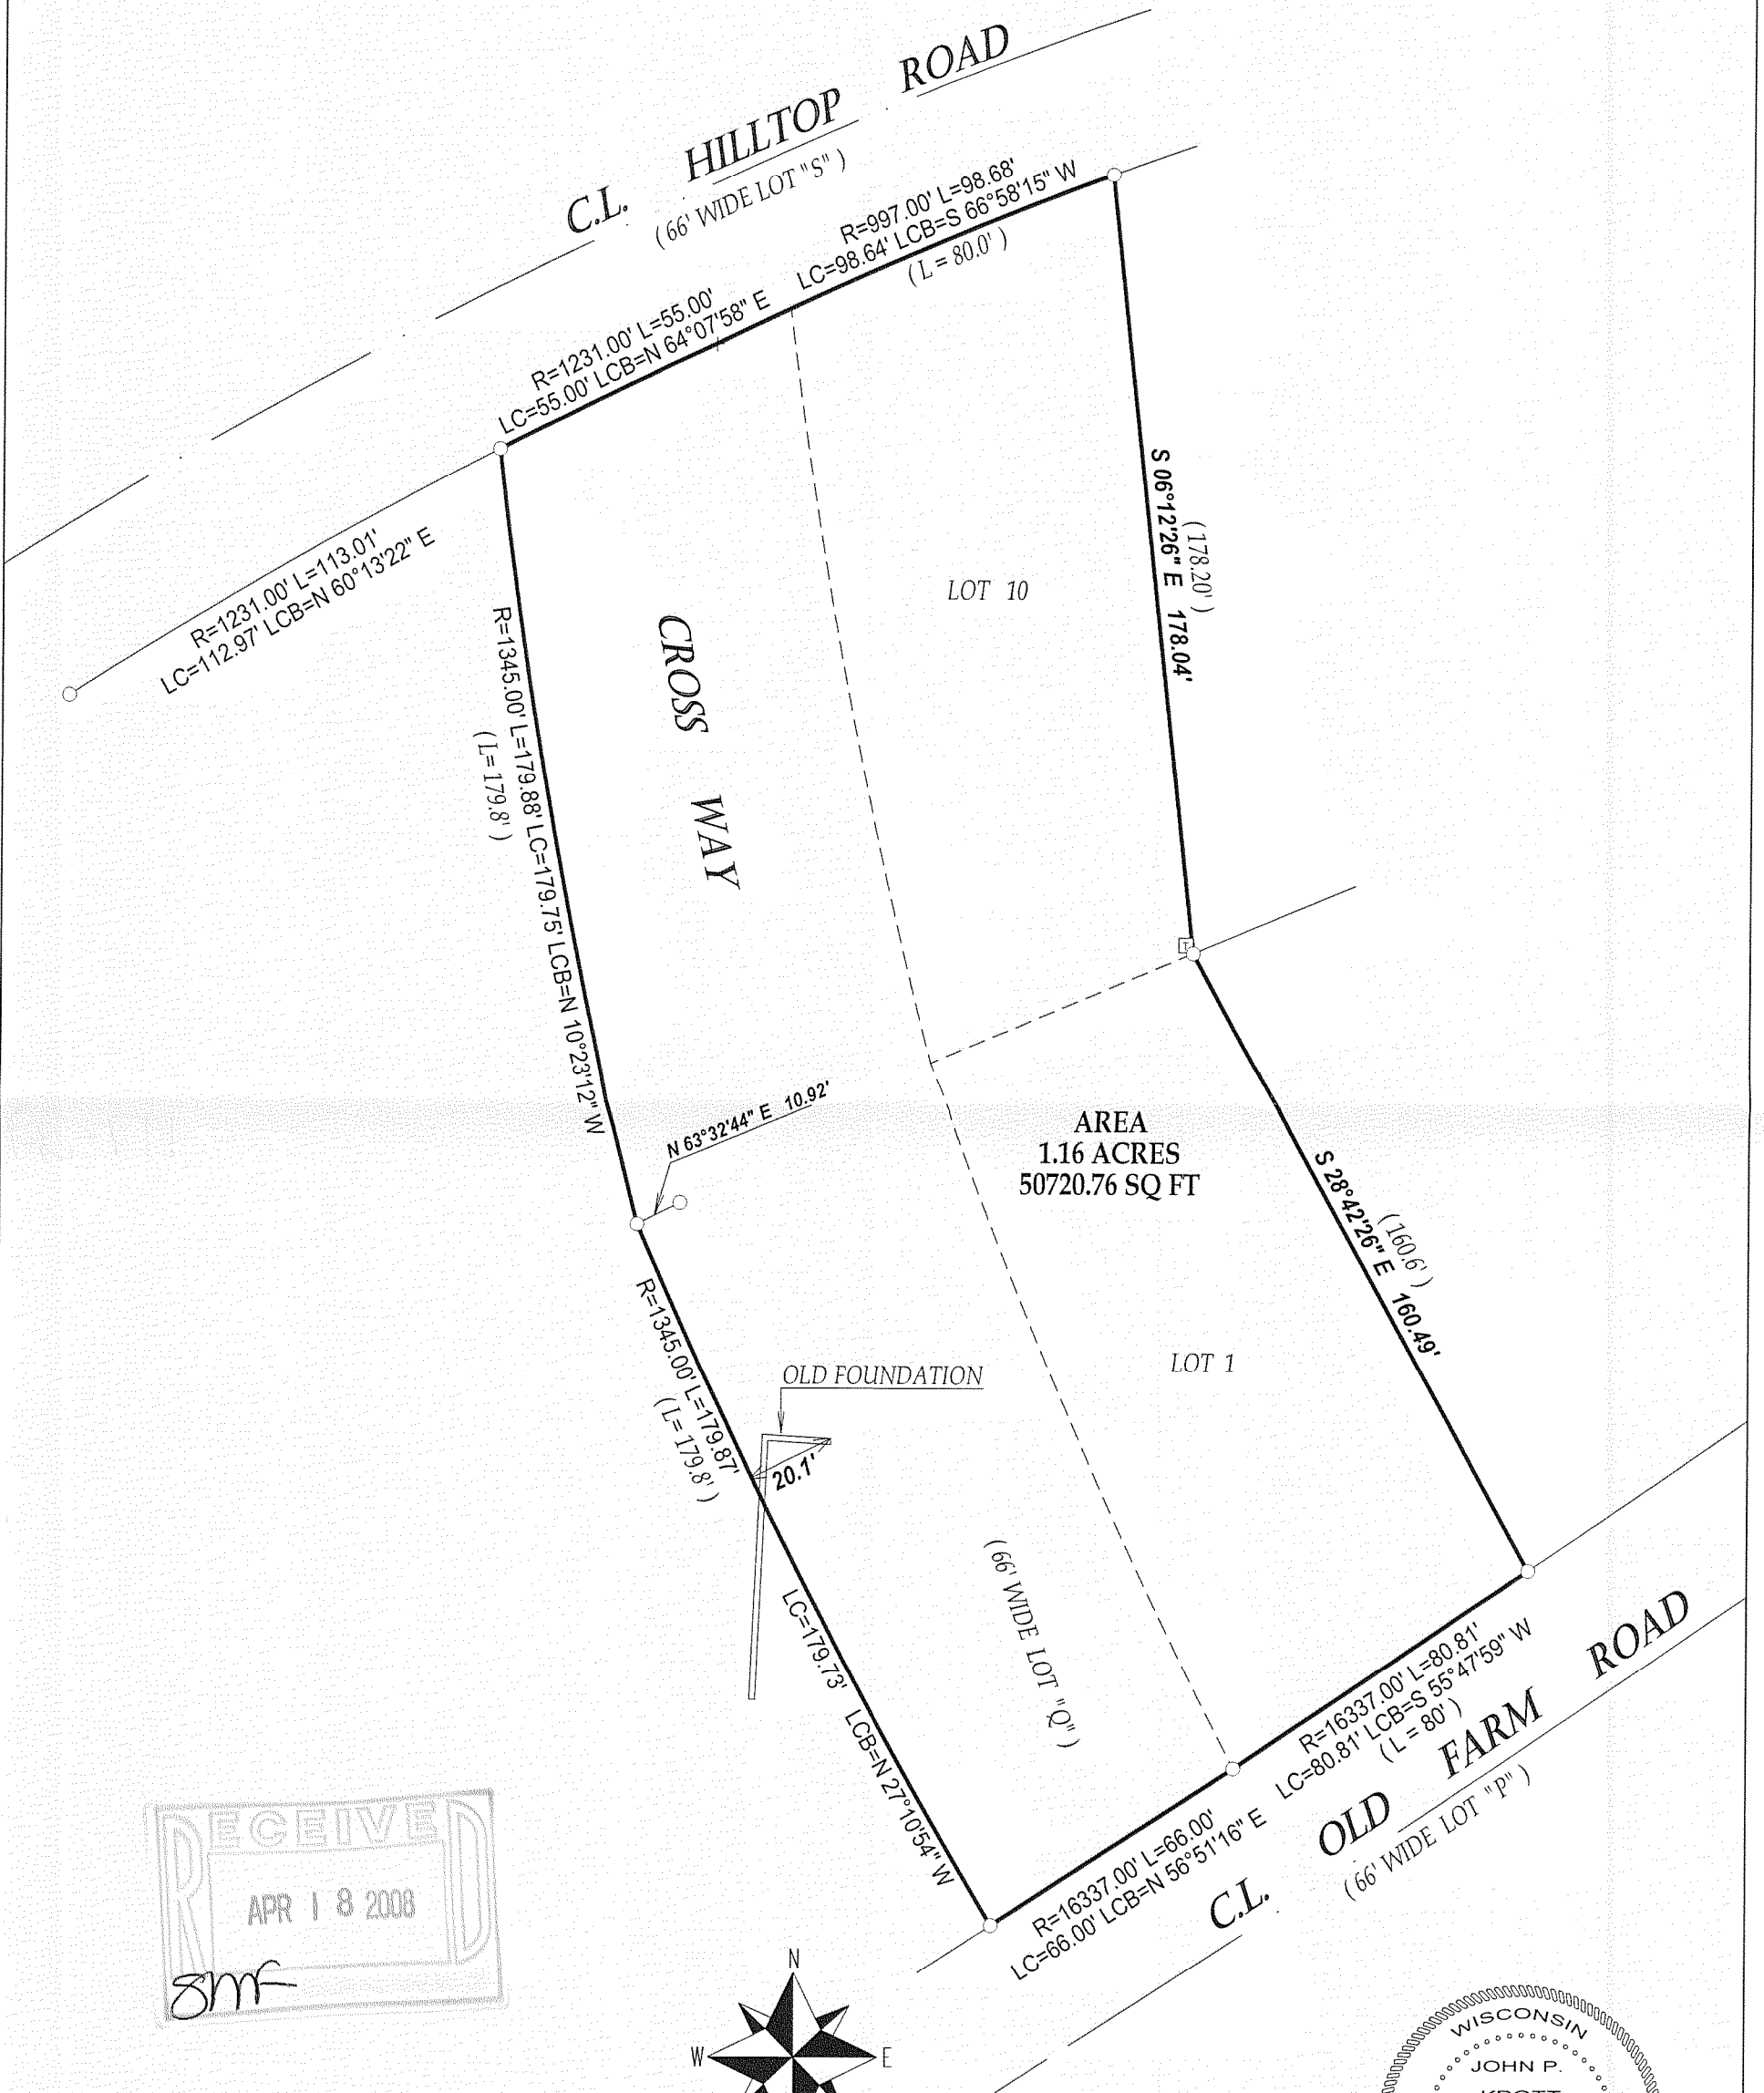 C.L. HILLTOP ROAD
( 66' WIDE LOT "S" )
R=997.00' L=98.68'
LC=98.64' LCB=S 66°58'15" W
( L = 80.0' )
R=1231.00' L=55.00'
LC=55.00' LCB=N 64°07'58" E
R=1231.00' L=113.01'
LC=112.97' LCB=N 60°13'22" E
S 06°12'26" E 178.04'
( 178.20' )
LOT 10
CROSS WAY
R=1345.00' L=179.88' LC=179.75' LCB=N 10°23'12" W
( L= 179.8' )
T
N 63°32'44" E 10.92'
AREA
1.16 ACRES
50720.76 SQ FT
S 28°42'26" E 160.49'
( 160.6' )
LOT 1
R=1345.00' L=179.87'
( L= 179.8' )
OLD FOUNDATION
20.1'
LC=179.73' LCB=N 27°10'54" W
( 66' WIDE LOT "Q" )
R=16337.00' L=80.81'
LC=80.81' LCB=S 55°47'59" W
( L = 80' )
R=16337.00' L=66.00'
LC=66.00' LCB=N 56°51'16" E
C.L. OLD FARM ROAD
( 66' WIDE LOT "P" )
RECEIVED
APR 18 2008
smf
N
W E
WISCONSIN
JOHN P.